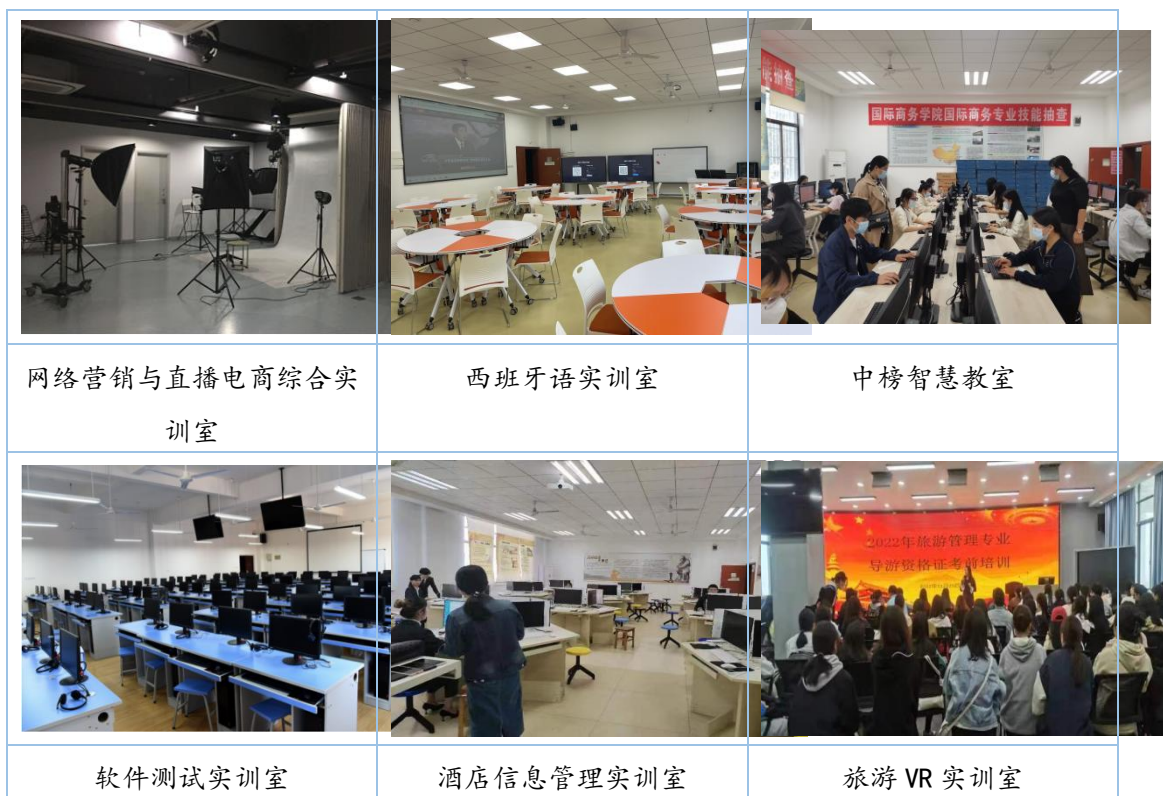 能抽查
国际商务学院国际商务专业技能抽查
网络营销与直播电商综合实
训室
西班牙语实训室
中榜智慧教室
2022年旅游管理专业
导游资格证考前培训
软件测试实训室
酒店信息管理实训室
旅游 VR 实训室